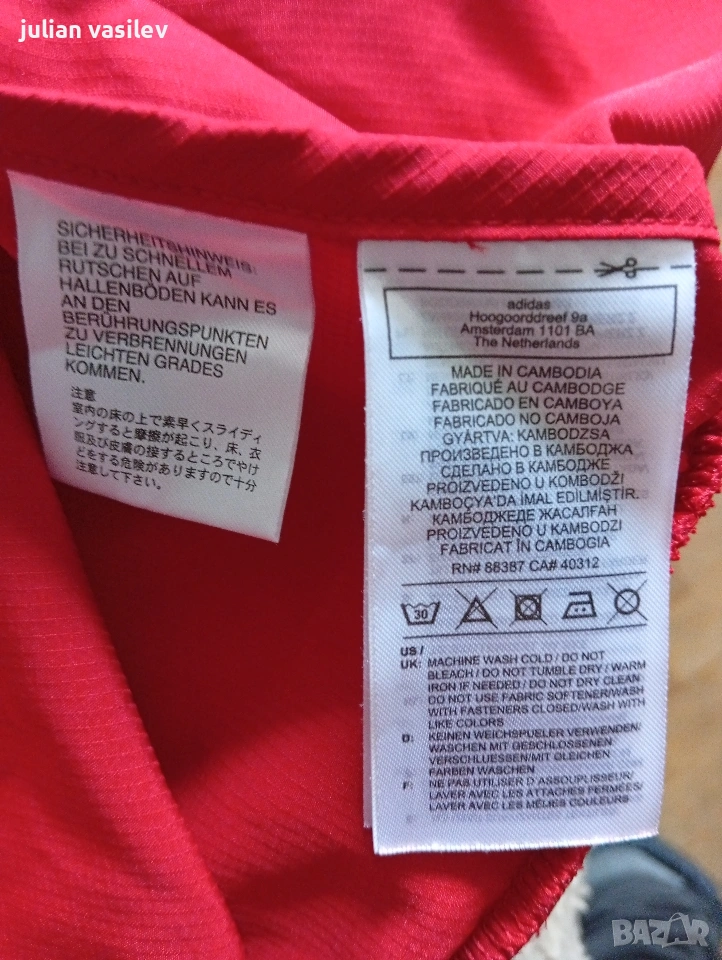 julian vasilev
SICHERHEITSHINWEIS:
BEI ZU SCHNELLEM
RUTSCHEN AUF
HALLENBÖDEN KANN ES
AN DEN
BERÜHRUNGSPUNKTEN
ZU VERBRENNUNGEN
LEICHTEN GRADES
KOMMEN.
注意
室内の床の上で素早くスライディ
ングすると摩擦が起こり、床、衣
服及び皮膚の接するところでやけ
どをする危険がありますので十分
注意して下さい。
adidas
Hoogoorddreef 9a
Amsterdam 1101 BA
The Netherlands
MADE IN CAMBODIA
FABRIQUÉ AU CAMBODGE
FABRICADO EN CAMBOYA
FABRICADO NO CAMBOJA
GYÁRTVA: KAMBODZSA
ПРОИЗВЕДЕНО В КАМБОДЖА
СДЕЛАНО В КАМБОДЖЕ
PROIZVEDENO U KOMBODŽI
KAMBOÇYA'DA IMAL EDİLMİŞTİR.
КАМБОДЖЕДЕ ЖАСАЛҒАН
PROIZVEDENO U KAMBODZI
FABRICAT ÎN CAMBOGIA
RN# 88387 CA# 40312
30
US /
UK: MACHINE WASH COLD / DO NOT
BLEACH / DO NOT TUMBLE DRY / WARM
IRON IF NEEDED / DO NOT DRY CLEAN
DO NOT USE FABRIC SOFTENER/WASH
WITH FASTENERS CLOSED/WASH WITH
LIKE COLORS
D: KEINEN WEICHSPUELER VERWENDEN/
WASCHEN MIT GESCHLOSSENEN
VERSCHLUESSEN/MIT GLEICHEN
FARBEN WASCHEN
F: NE PAS UTILISER D ASSOUPLISSEUR/
LAVER AVEC LES ATTACHES FERMÉES/
LAVER AVEC LES MÊMES COULEURS
BAZAR